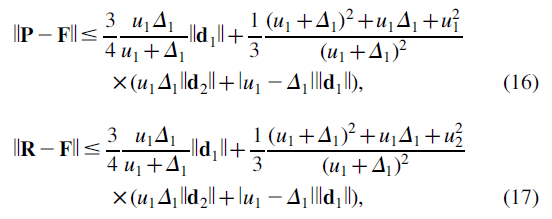 ‖P − F‖ ≤ 3/4 u₁Δ₁/(u₁ + Δ₁) ‖d₁‖ + 1/3 ((u₁ + Δ₁)² + u₁Δ₁ + u₁²)/(u₁ + Δ₁)²
× (u₁Δ₁‖d₂‖ + |u₁ − Δ₁|‖d₁‖), (16)
‖R − F‖ ≤ 3/4 u₁Δ₁/(u₁ + Δ₁) ‖d₁‖ + 1/3 ((u₁ + Δ₁)² + u₁Δ₁ + u₂²)/(u₁ + Δ₁)²
× (u₁Δ₁‖d₂‖ + |u₁ − Δ₁|‖d₁‖), (17)